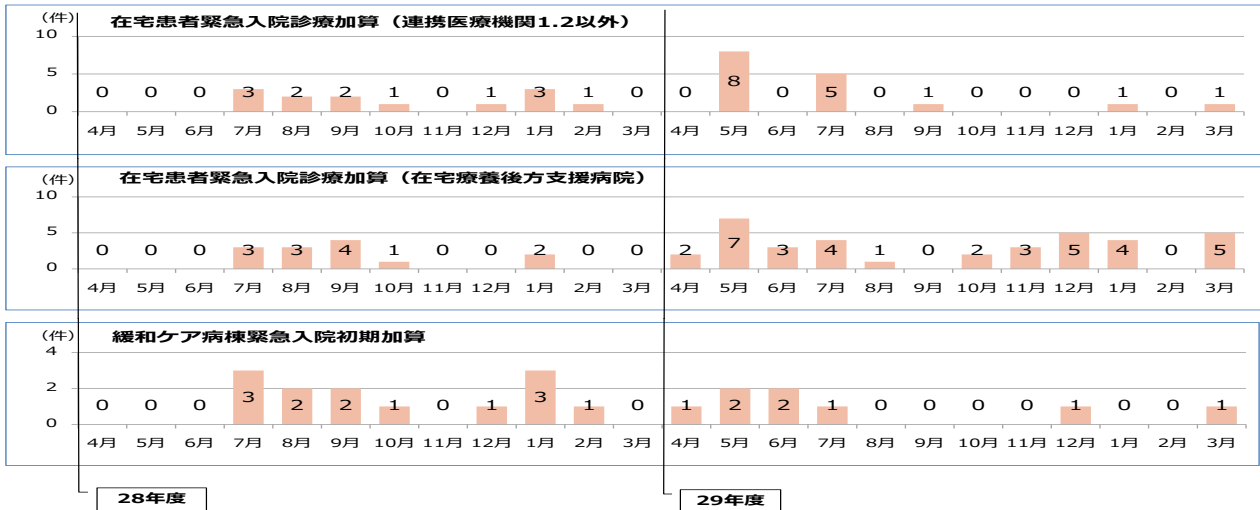 (件) 在宅患者緊急入院診療加算（連携医療機関1.2以外）
10
5
0
0 0 0 3 2 2 1 0 1 3 1 0 0 8 0 5 0 1 0 0 0 1 0 1
4月 5月 6月 7月 8月 9月 10月 11月 12月 1月 2月 3月 4月 5月 6月 7月 8月 9月 10月 11月 12月 1月 2月 3月
(件) 在宅患者緊急入院診療加算（在宅療養後方支援病院）
10
5
0
0 0 0 3 3 4 1 0 0 2 0 0 2 7 3 4 1 0 2 3 5 4 0 5
4月 5月 6月 7月 8月 9月 10月 11月 12月 1月 2月 3月 4月 5月 6月 7月 8月 9月 10月 11月 12月 1月 2月 3月
(件) 緩和ケア病棟緊急入院初期加算
4
2
0
0 0 0 3 2 2 1 0 1 3 1 0 1 2 2 1 0 0 0 0 1 0 0 1
4月 5月 6月 7月 8月 9月 10月 11月 12月 1月 2月 3月 4月 5月 6月 7月 8月 9月 10月 11月 12月 1月 2月 3月
28年度 29年度